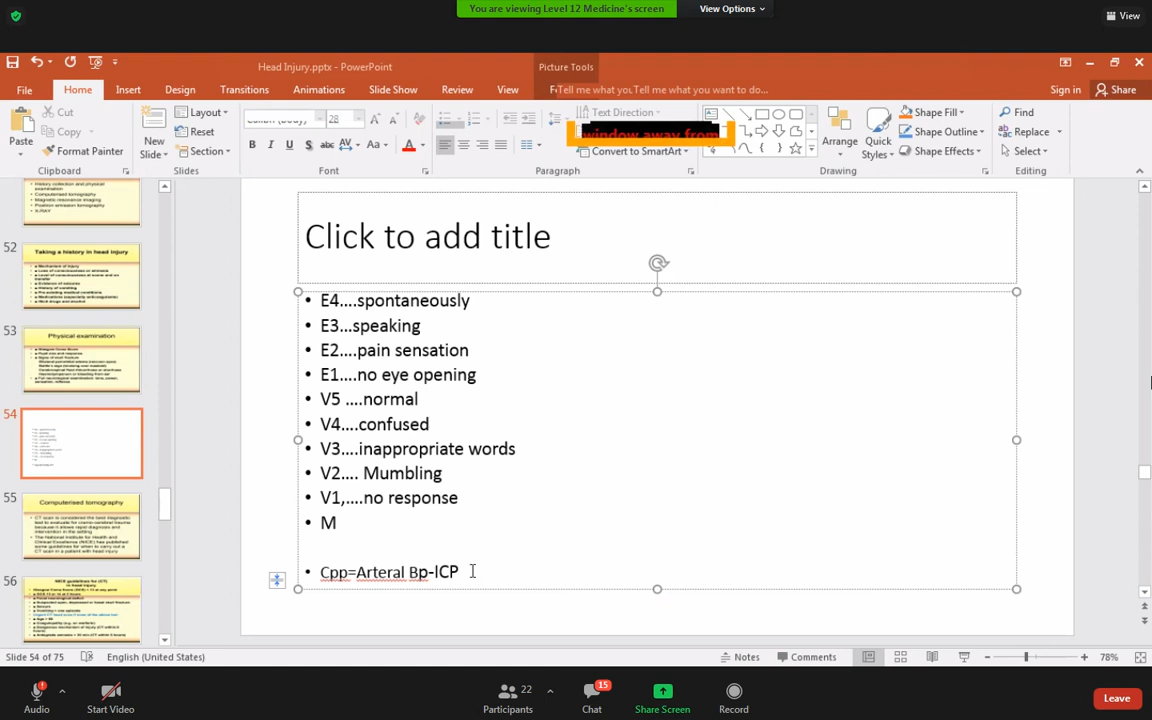 You are viewing Level 12 Medicine's screen
View Options
View
Head Injury.pptx - PowerPoint
Picture Tools
File
Home
Insert
Design
Transitions
Animations
Slide Show
Review
View
Tell me what you want to do...
Sign in
Share
Paste
Cut
Copy
Format Painter
New Slide
Layout
Reset
Section
28
Text Direction
window away from
Convert to SmartArt
Arrange
Quick Styles
Shape Fill
Shape Outline
Shape Effects
Find
Replace
Select
Clipboard
Slides
Font
Paragraph
Drawing
Editing
52
Taking a history in head injury
53
Physical examination
54
55
Computerised tomography
56
Click to add title
• E4....spontaneously
• E3...speaking
• E2....pain sensation
• E1....no eye opening
• V5 ....normal
• V4....confused
• V3....inappropriate words
• V2.... Mumbling
• V1,....no response
• M
• Cpp=Arteral Bp-ICP
Slide 54 of 75
English (United States)
Notes
Comments
78%
Audio
Start Video
22
Participants
15
Chat
Share Screen
Record
Leave